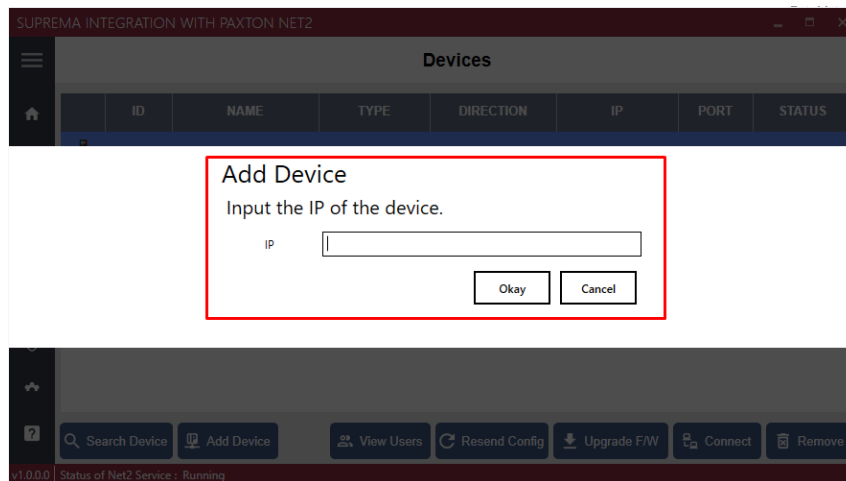 SUPREMA INTEGRATION WITH PAXTON NET2
Devices
ID NAME TYPE DIRECTION IP PORT STATUS
Add Device
Input the IP of the device.
IP
Okay Cancel
Search Device Add Device View Users Resend Config Upgrade F/W Connect Remove
v1.0.0.0 Status of Net2 Service : Running